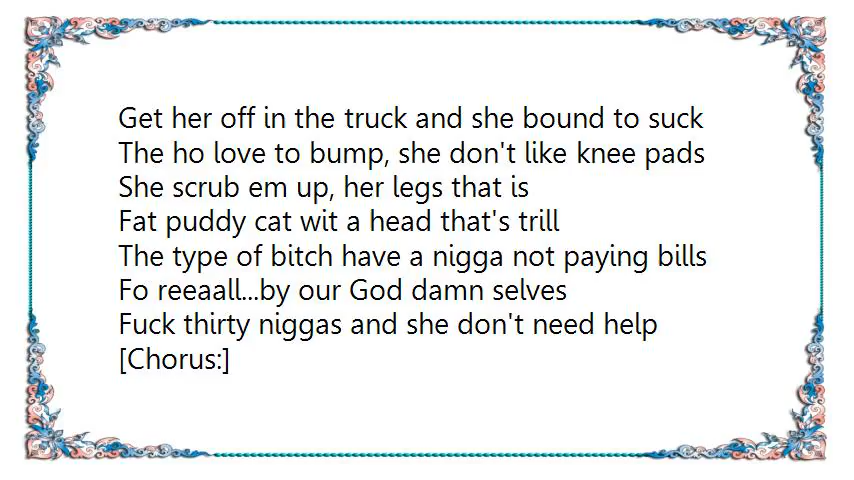 Get her off in the truck and she bound to suck
The ho love to bump, she don't like knee pads
She scrub em up, her legs that is
Fat puddy cat wit a head that's trill
The type of bitch have a nigga not paying bills
Fo reeaall...by our God damn selves
Fuck thirty niggas and she don't need help
[Chorus:]